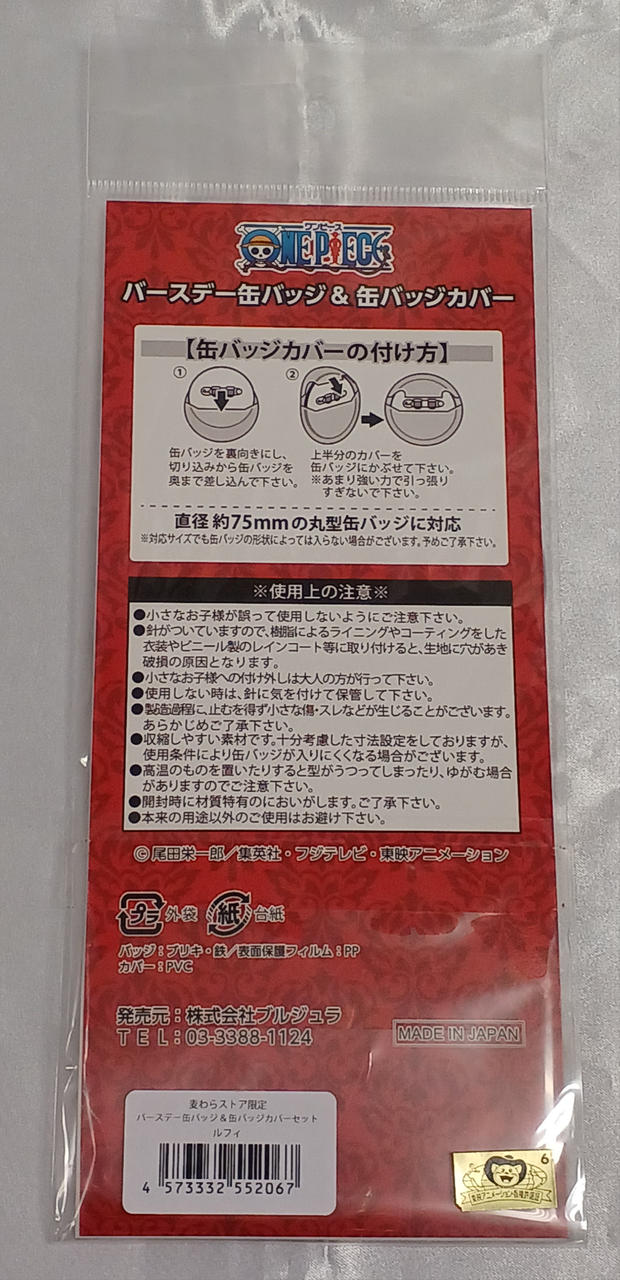 ワンピース
ONE PIECE
バースデー缶バッジ & 缶バッジカバー
【缶バッジカバーの付け方】
①
②
缶バッジを裏向きにし、
切り込みから缶バッジを
奥まで差し込んで下さい。
上半分のカバーを
缶バッジにかぶせて下さい。
※あまり強い力で引っ張り
すぎないで下さい。
直径 約75mmの丸型缶バッジに対応
※対応サイズでも缶バッジの形状によっては入らない場合がございます。予めご了承下さい。
※使用上の注意※
●小さなお子様が誤って使用しないようにご注意下さい。
●針がついていますので、樹脂によるライニングやコーティングをした
衣装やビニール製のレインコート等に取り付けると、生地に穴があき
破損の原因となります。
●小さなお子様への付け外しは大人の方が行って下さい。
●使用しない時は、針に気を付けて保管して下さい。
●製造過程に、止むを得ず小さな傷・スレなどが生じることがございます。
あらかじめご了承下さい。
●収縮しやすい素材です。十分考慮した寸法設定をしておりますが、
使用条件により缶バッジが入りにくくなる場合がございます。
●高温のものを置いたりすると型がうつってしまったり、ゆがむ場合
がありますのでご注意下さい。
●開封時に材質特有のにおいがします。ご了承下さい。
●本来の用途以外のご使用はお避け下さい。
©尾田栄一郎／集英社・フジテレビ・東映アニメーション
プラ 外袋 紙 台紙
バッジ：ブリキ・鉄／表面保護フィルム：PP
カバー：PVC
発売元：株式会社ブルジュラ
TEL：03-3388-1124
MADE IN JAPAN
麦わらストア限定
バースデー缶バッジ＆缶バッジカバーセット
ルフィ
4 573332 552067
6
東映アニメーション版権許諾証